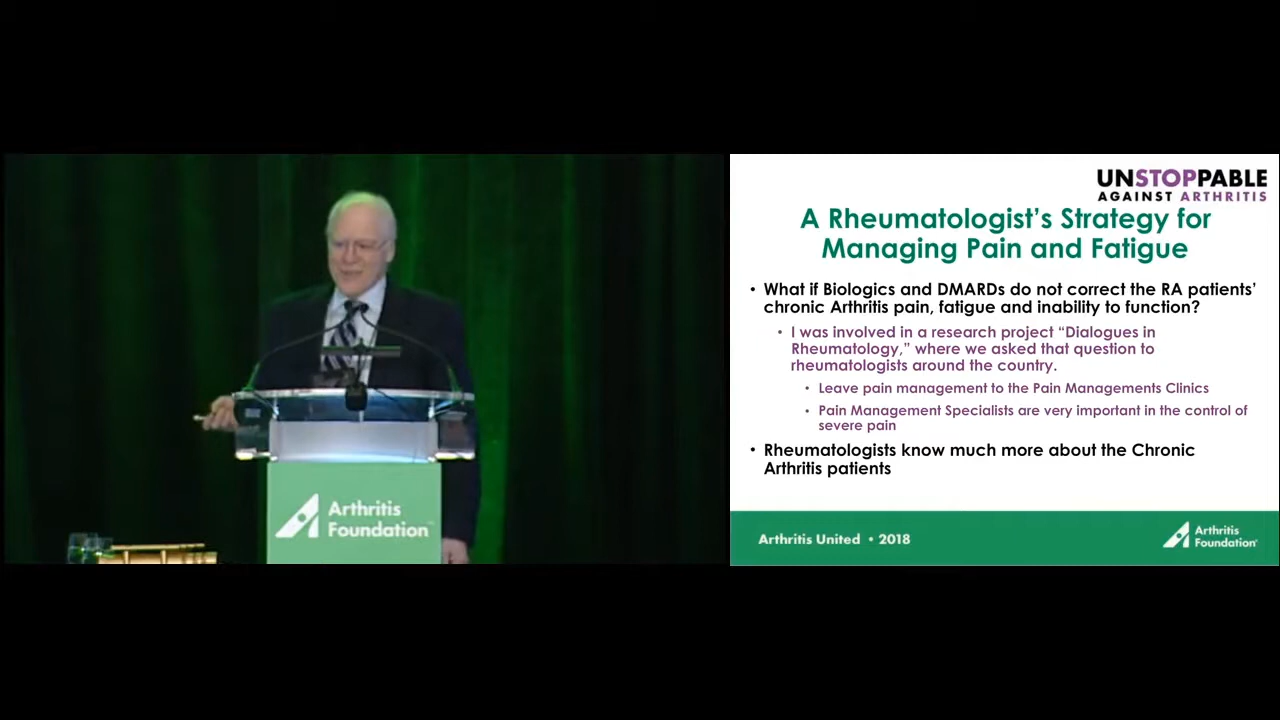 Arthritis
Foundation
UNSTOPPABLE
AGAINST ARTHRITIS
A Rheumatologist's Strategy for
Managing Pain and Fatigue
• What if Biologics and DMARDs do not correct the RA patients'
chronic Arthritis pain, fatigue and inability to function?
• I was involved in a research project “Dialogues in
Rheumatology,” where we asked that question to
rheumatologists around the country.
• Leave pain management to the Pain Managements Clinics
• Pain Management Specialists are very important in the control of
severe pain
• Rheumatologists know much more about the Chronic
Arthritis patients
Arthritis United • 2018
Arthritis
Foundation